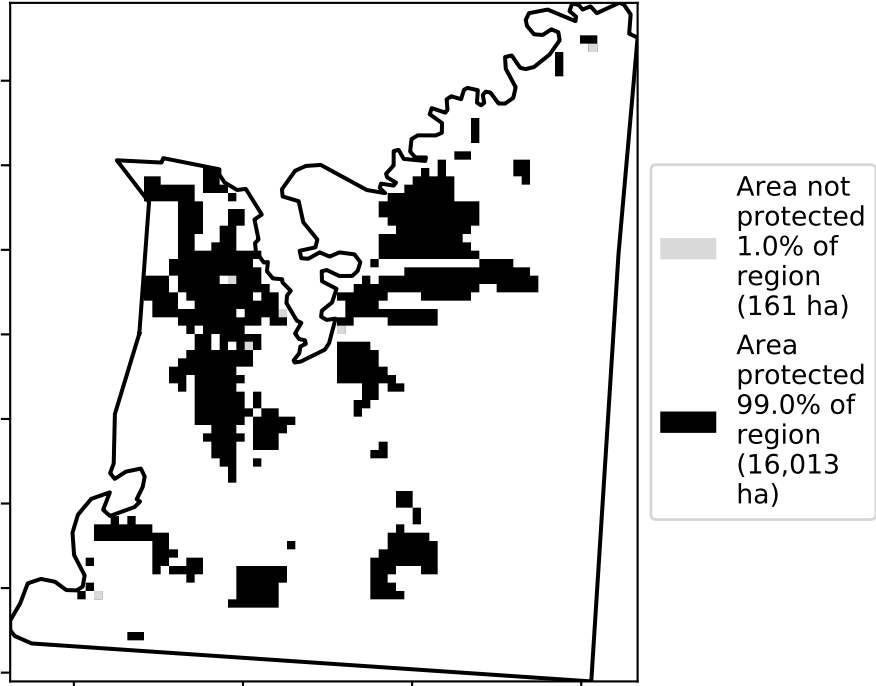 Area not
protected
1.0% of
region
(161 ha)
Area
protected
99.0% of
region
(16,013
ha)